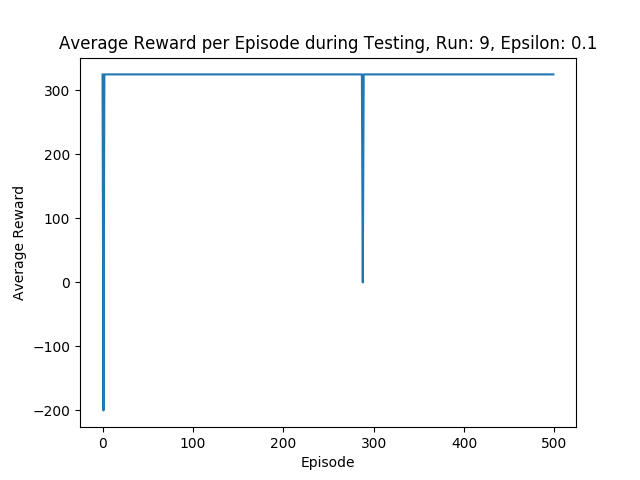 Average Reward per Episode during Testing, Run: 9, Epsilon: 0.1
300
200
100
0
−100
−200
Average Reward
0 100 200 300 400 500
Episode